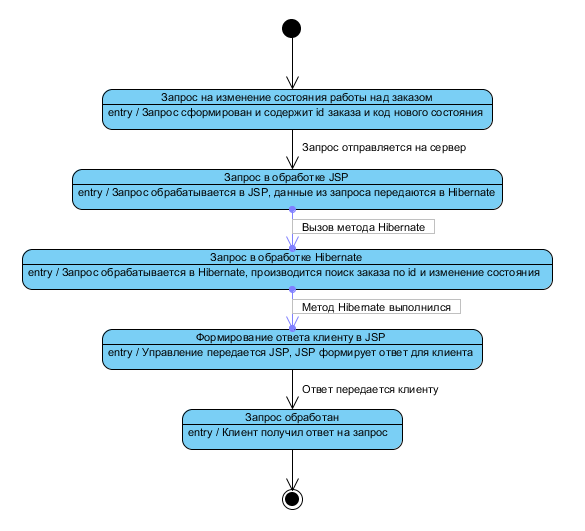 Запрос на изменение состояния работы над заказом
entry / Запрос сформирован и содержит id заказа и код нового состояния
Запрос отправляется на сервер
Запрос в обработке JSP
entry / Запрос обрабатывается в JSP, данные из запроса передаются в Hibernate
Вызов метода Hibernate
Запрос в обработке Hibernate
entry / Запрос обрабатывается в Hibernate, производится поиск заказа по id и изменение состояния
Метод Hibernate выполнился
Формирование ответа клиенту в JSP
entry / Управление передается JSP, JSP формирует ответ для клиента
Ответ передается клиенту
Запрос обработан
entry / Клиент получил ответ на запрос